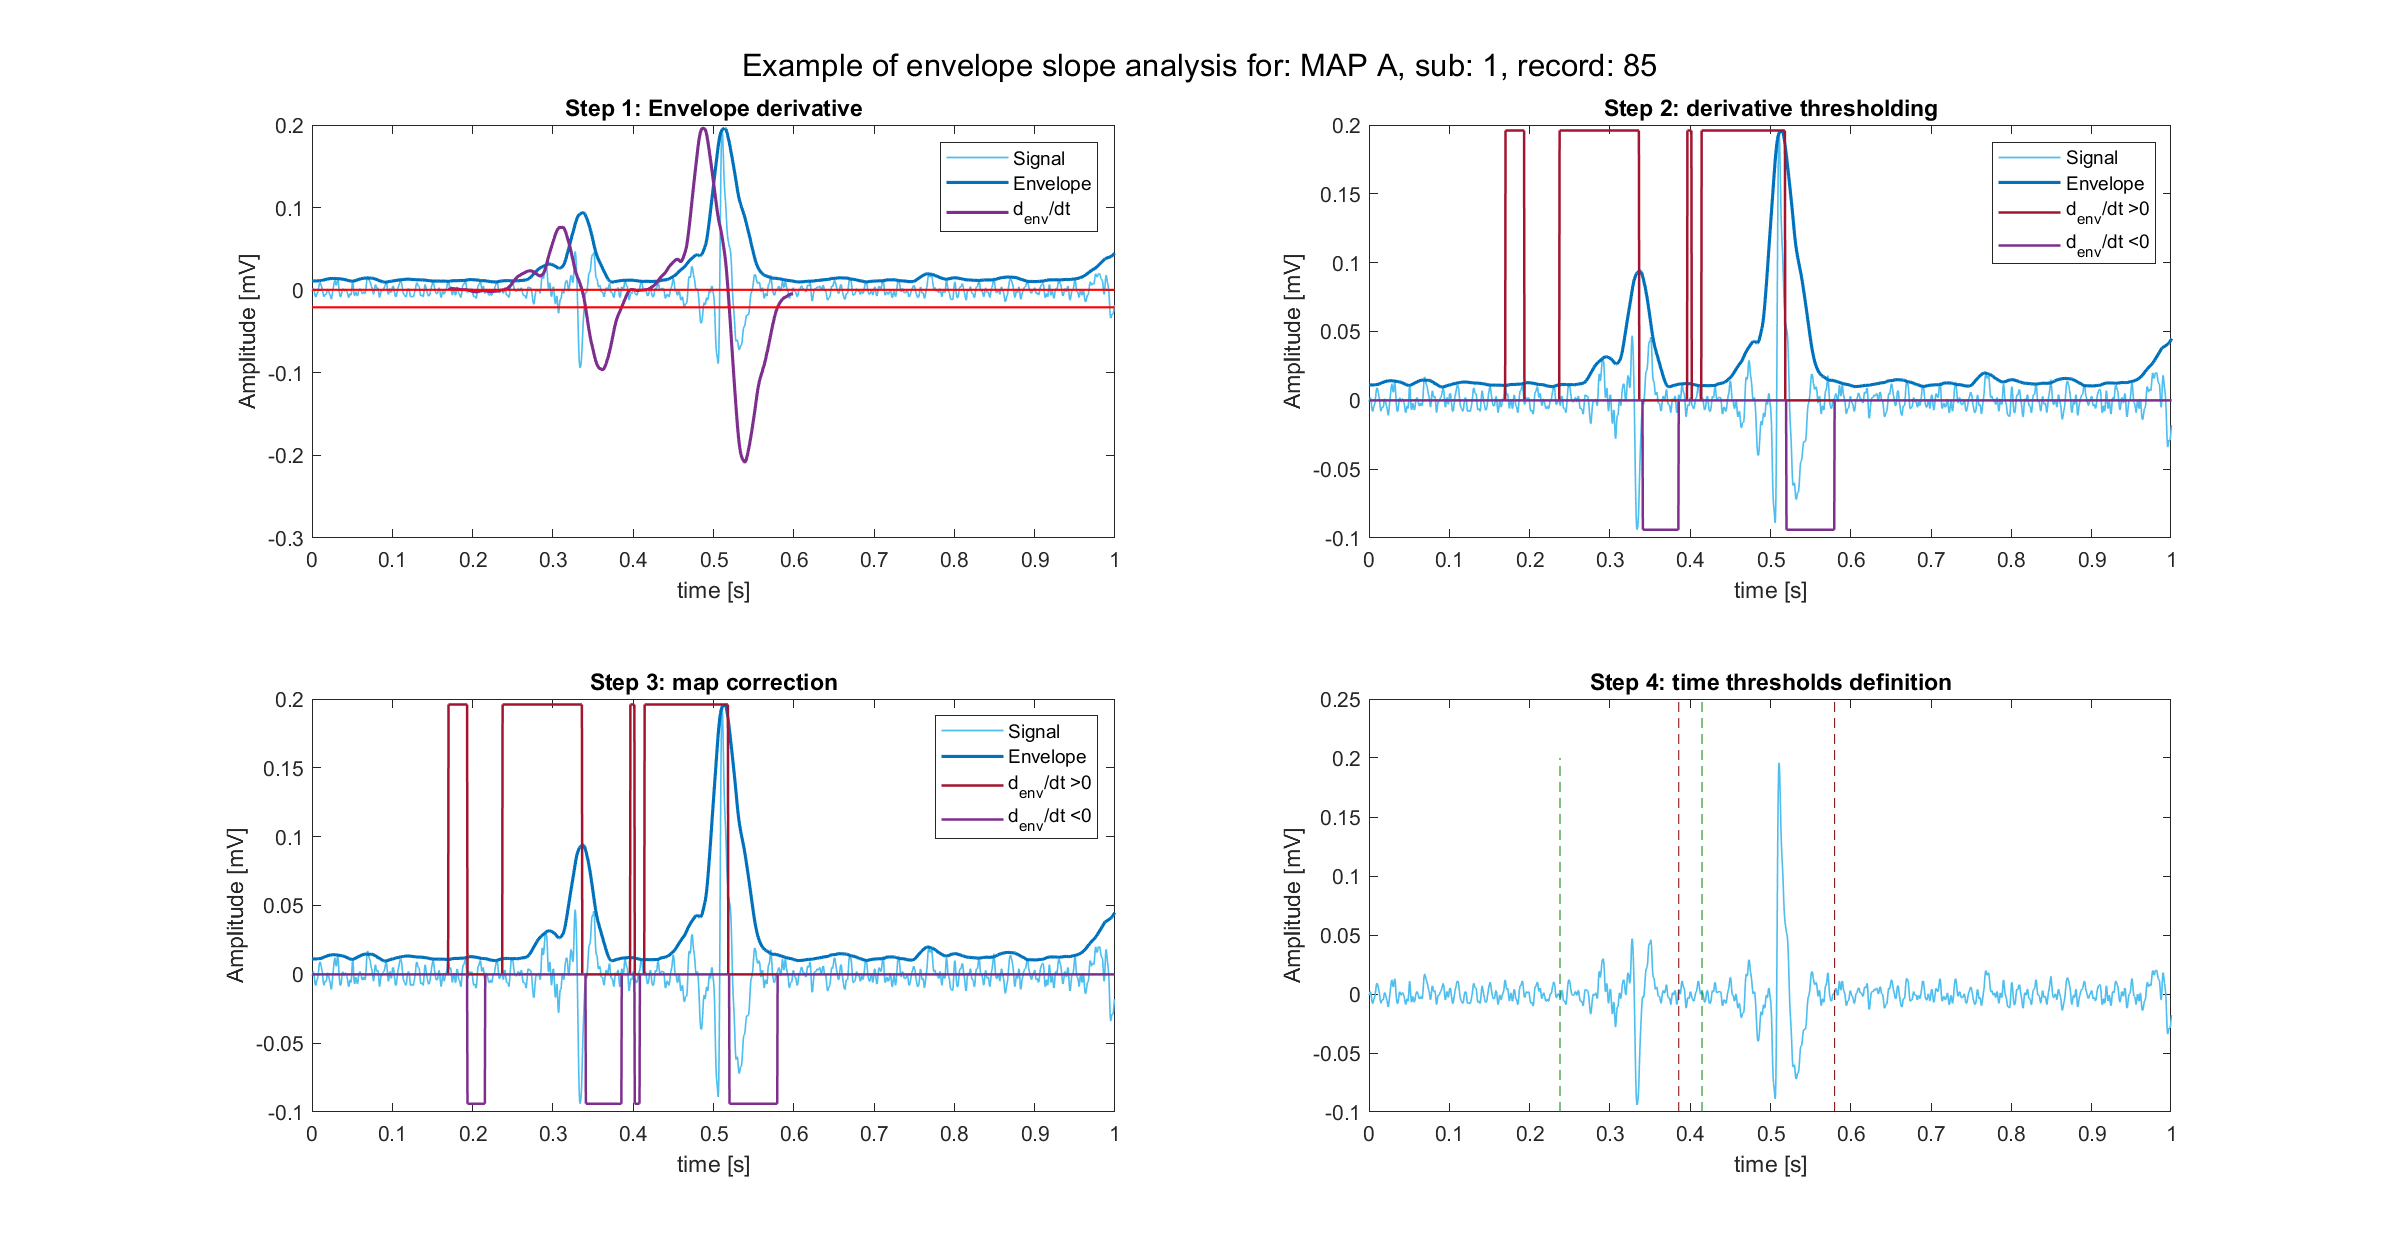 Example of envelope slope analysis for: MAP A, sub: 1, record: 85
Step 1: Envelope derivative
0.2
0.1
0
-0.1
-0.2
-0.3
Amplitude [mV]
0 0.1 0.2 0.3 0.4 0.5 0.6 0.7 0.8 0.9 1
time [s]
Signal
Envelope
d_env/dt
Step 2: derivative thresholding
0.2
0.15
0.1
0.05
0
-0.05
-0.1
Amplitude [mV]
0 0.1 0.2 0.3 0.4 0.5 0.6 0.7 0.8 0.9 1
time [s]
Signal
Envelope
d_env/dt >0
d_env/dt <0
Step 3: map correction
0.2
0.15
0.1
0.05
0
-0.05
-0.1
Amplitude [mV]
0 0.1 0.2 0.3 0.4 0.5 0.6 0.7 0.8 0.9 1
time [s]
Signal
Envelope
d_env/dt >0
d_env/dt <0
Step 4: time thresholds definition
0.25
0.2
0.15
0.1
0.05
0
-0.05
-0.1
Amplitude [mV]
0 0.1 0.2 0.3 0.4 0.5 0.6 0.7 0.8 0.9 1
time [s]